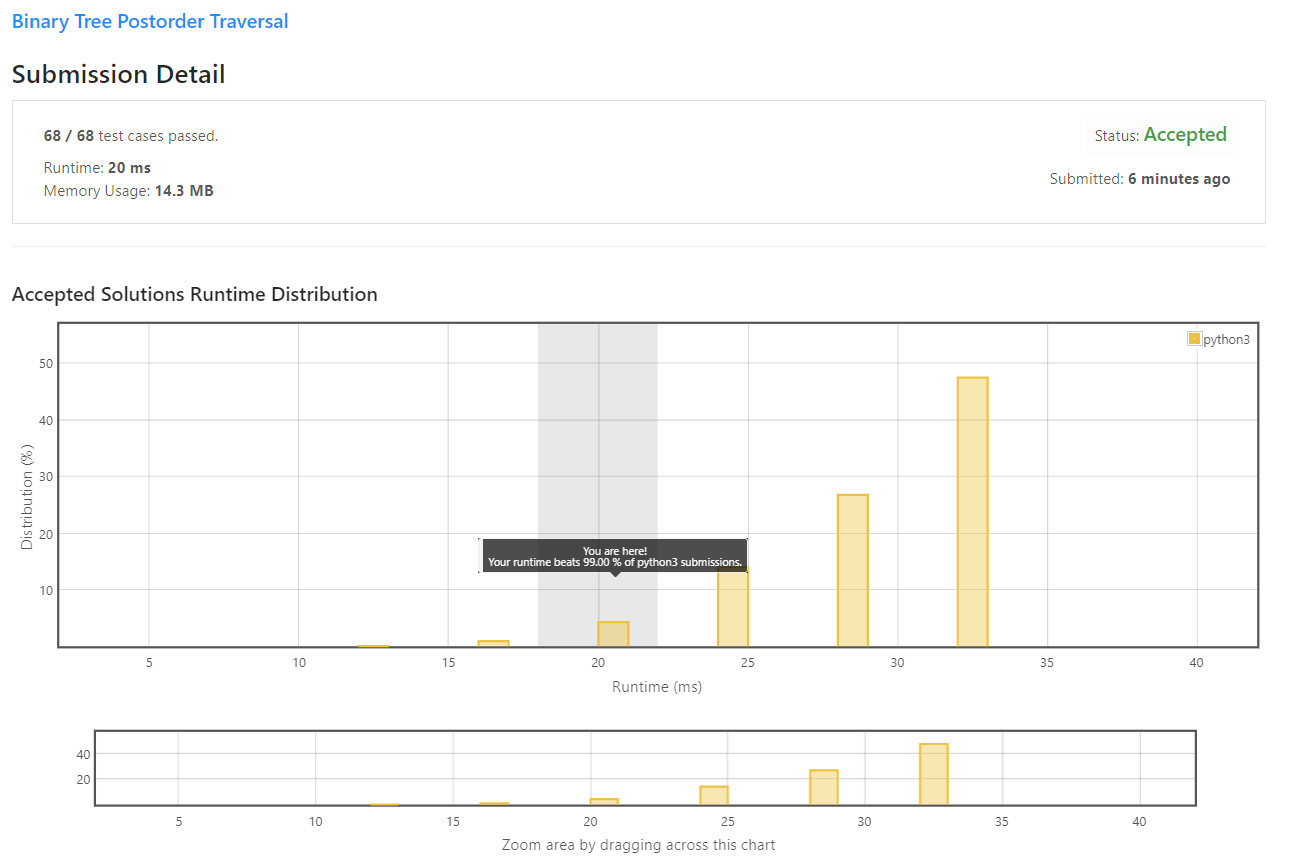 Binary Tree Postorder Traversal
Submission Detail
68 / 68 test cases passed.
Status: Accepted
Runtime: 20 ms
Memory Usage: 14.3 MB
Submitted: 6 minutes ago
Accepted Solutions Runtime Distribution
python3
50
40
30
20
10
Distribution (%)
You are here!
Your runtime beats 99.00 % of python3 submissions.
5 10 15 20 25 30 35 40
Runtime (ms)
40
20
5 10 15 20 25 30 35 40
Zoom area by dragging across this chart